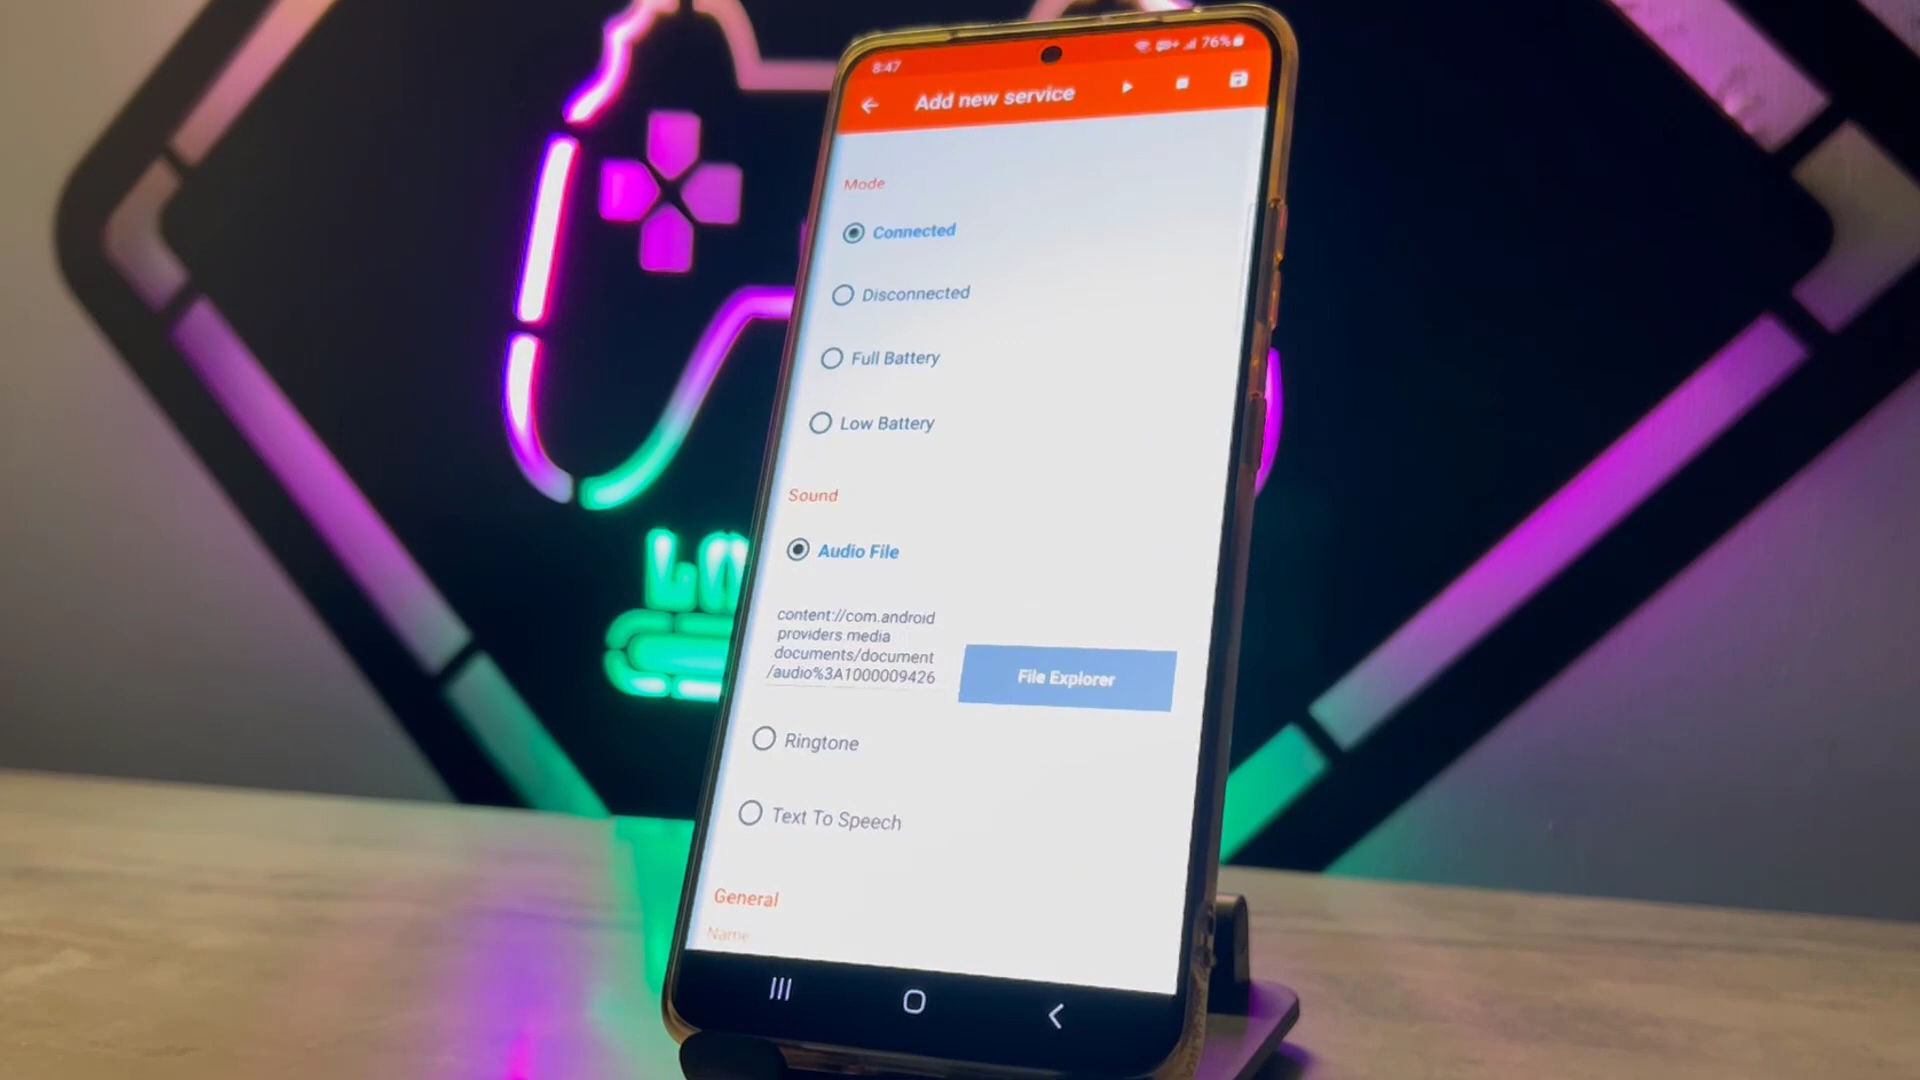 8:47
76%
Add new service
Mode
Connected
Disconnected
Full Battery
Low Battery
Sound
Audio File
content://com.android
providers media
documents/document
/audio%3A1000009426
File Explorer
Ringtone
Text To Speech
General
Name